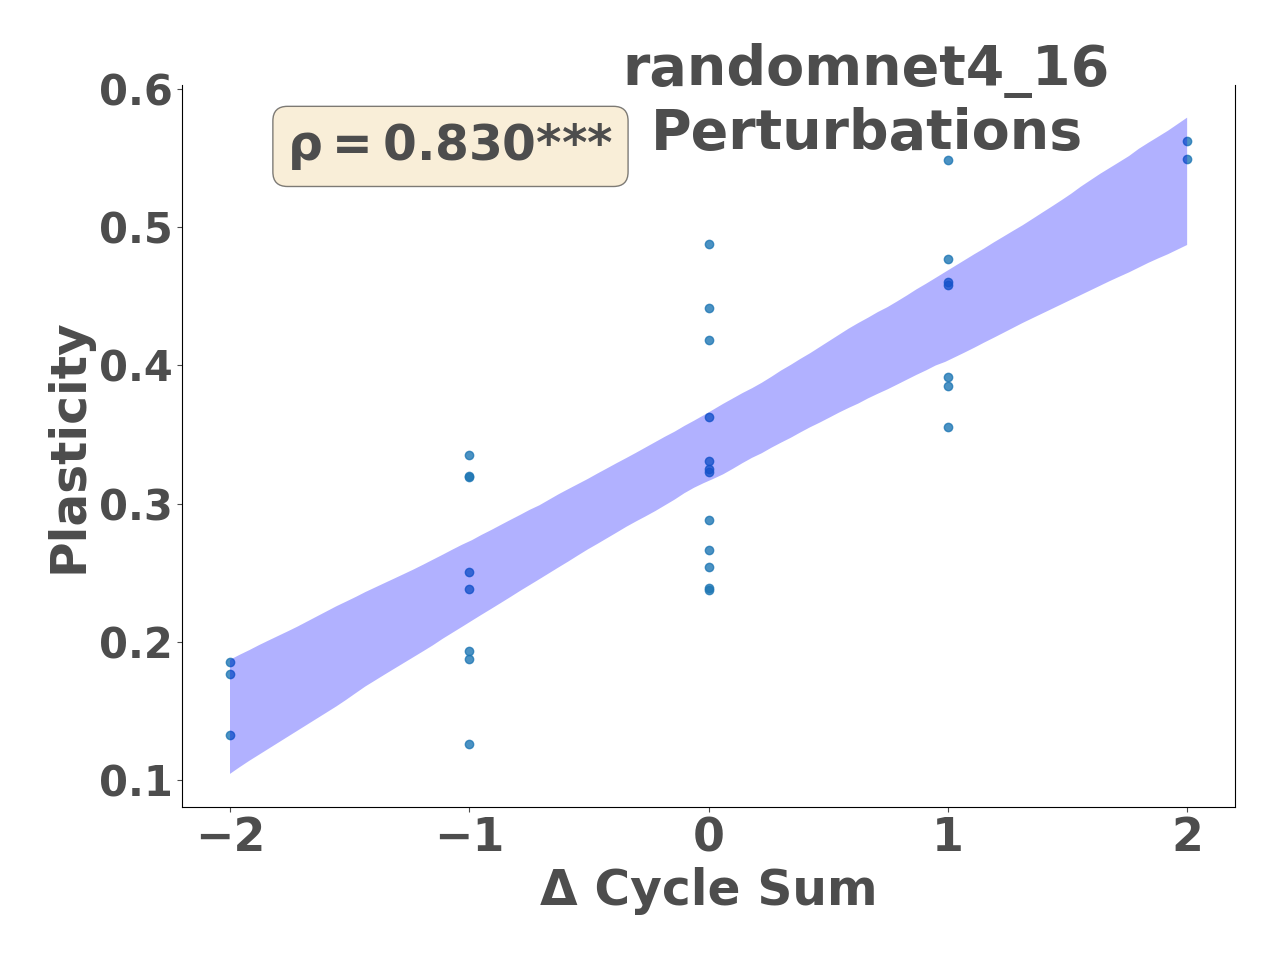 randomnet4_16
Perturbations
ρ = 0.830***
Plasticity
0.6
0.5
0.4
0.3
0.2
0.1
−2 −1 0 1 2
Δ Cycle Sum